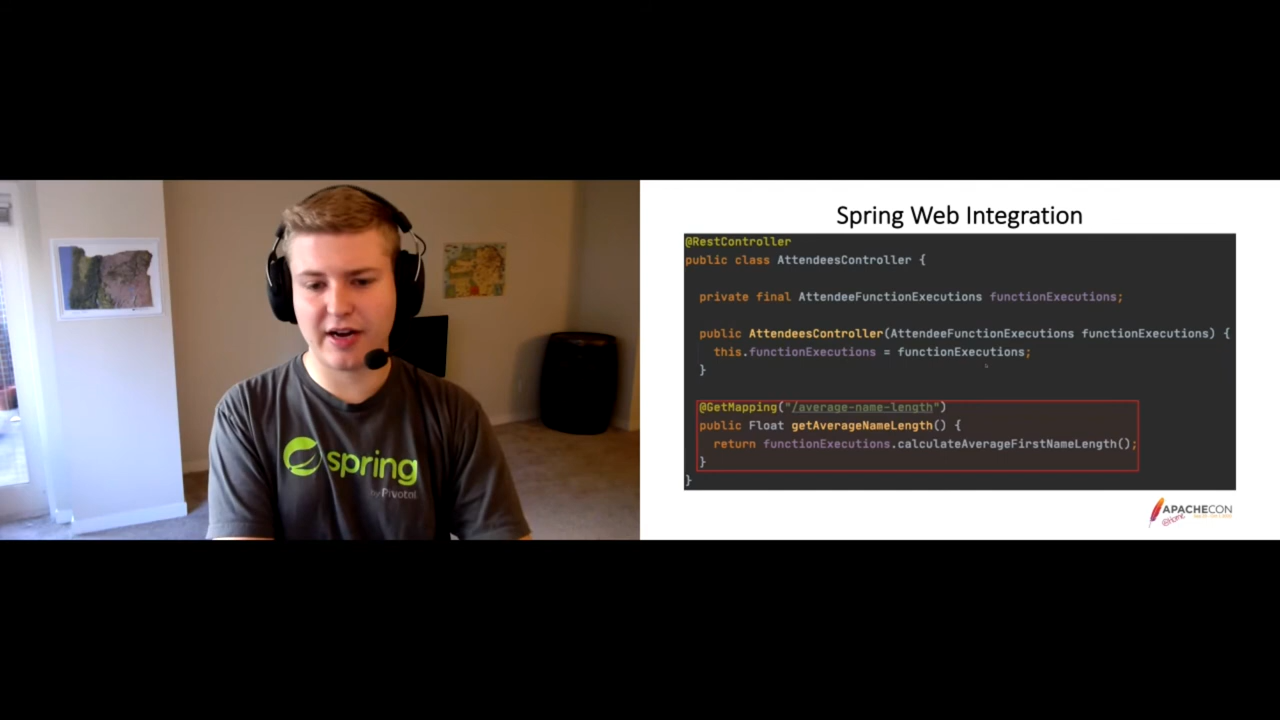 spring
by Pivotal
Spring Web Integration
@RestController
public class AttendeesController {
private final AttendeeFunctionExecutions functionExecutions;
public AttendeesController(AttendeeFunctionExecutions functionExecutions) {
this.functionExecutions = functionExecutions;
}
@GetMapping("/average-name-length")
public Float getAverageNameLength() {
return functionExecutions.calculateAverageFirstNameLength();
}
}
APACHECON
@Home